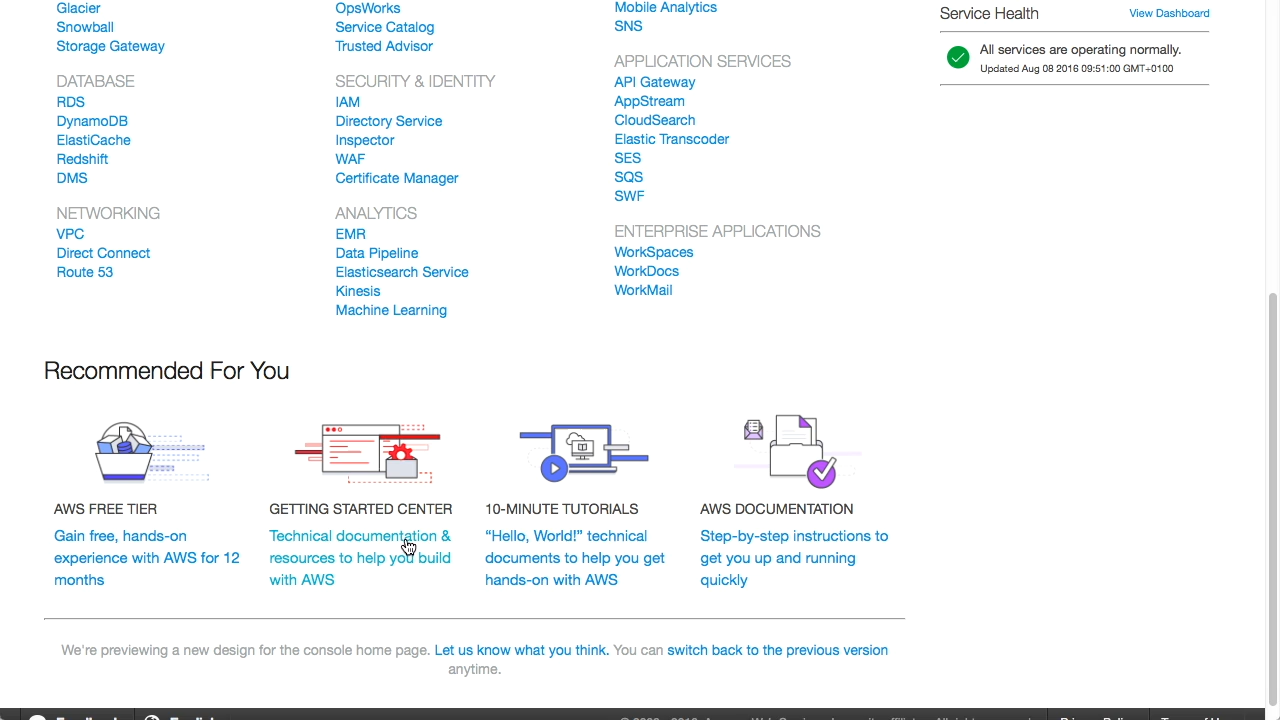 Glacier
Snowball
Storage Gateway
DATABASE
RDS
DynamoDB
ElastiCache
Redshift
DMS
NETWORKING
VPC
Direct Connect
Route 53
OpsWorks
Service Catalog
Trusted Advisor
SECURITY & IDENTITY
IAM
Directory Service
Inspector
WAF
Certificate Manager
ANALYTICS
EMR
Data Pipeline
Elasticsearch Service
Kinesis
Machine Learning
Mobile Analytics
SNS
APPLICATION SERVICES
API Gateway
AppStream
CloudSearch
Elastic Transcoder
SES
SQS
SWF
ENTERPRISE APPLICATIONS
WorkSpaces
WorkDocs
WorkMail
Service Health
View Dashboard
All services are operating normally.
Updated Aug 08 2016 09:51:00 GMT+0100
Recommended For You
AWS FREE TIER
Gain free, hands-on
experience with AWS for 12
months
GETTING STARTED CENTER
Technical documentation &
resources to help you build
with AWS
10-MINUTE TUTORIALS
“Hello, World!” technical
documents to help you get
hands-on with AWS
AWS DOCUMENTATION
Step-by-step instructions to
get you up and running
quickly
We're previewing a new design for the console home page. Let us know what you think. You can switch back to the previous version
anytime.